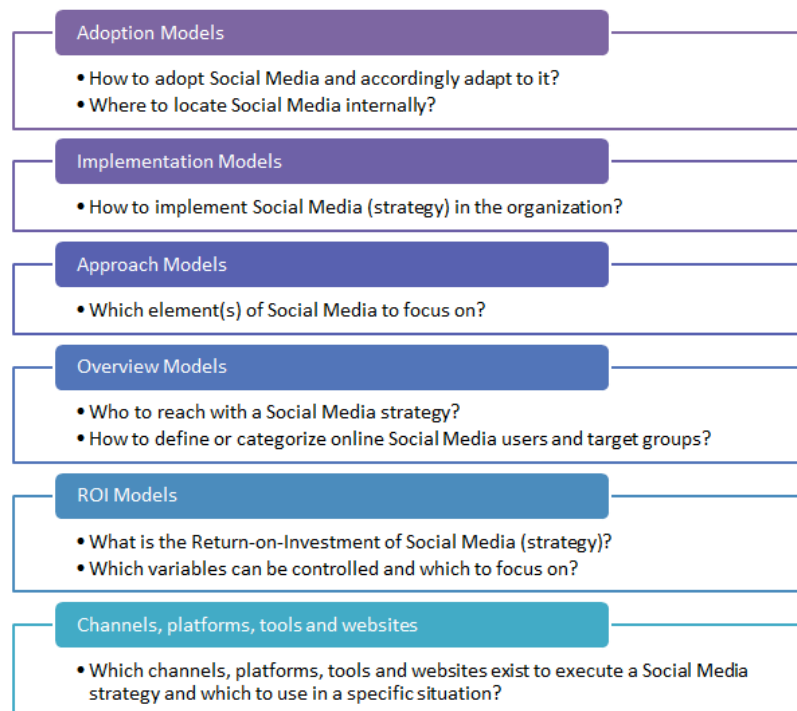 Adoption Models
• How to adopt Social Media and accordingly adapt to it?
• Where to locate Social Media internally?
Implementation Models
• How to implement Social Media (strategy) in the organization?
Approach Models
• Which element(s) of Social Media to focus on?
Overview Models
• Who to reach with a Social Media strategy?
• How to define or categorize online Social Media users and target groups?
ROI Models
• What is the Return-on-Investment of Social Media (strategy)?
• Which variables can be controlled and which to focus on?
Channels, platforms, tools and websites
• Which channels, platforms, tools and websites exist to execute a Social Media
strategy and which to use in a specific situation?